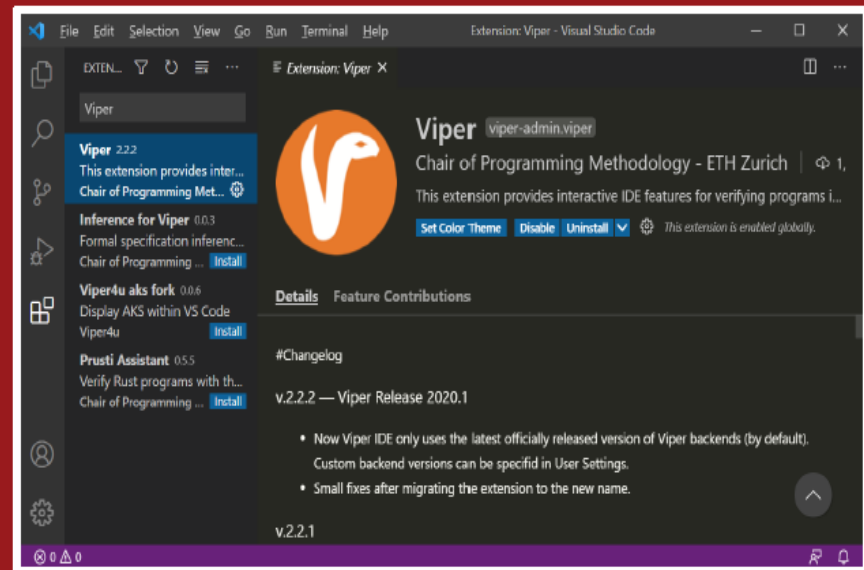 File Edit Selection View Go Run Terminal Help Extension: Viper - Visual Studio Code
EXTEN...
Viper
Viper 2.2.2
This extension provides inter...
Chair of Programming Met...
Inference for Viper 0.0.3
Formal specification inferenc...
Chair of Programming ... Install
Viper4u aks fork 0.0.6
Display AKS within VS Code
Viper4u Install
Prusti Assistant 0.5.5
Verify Rust programs with th...
Chair of Programming ... Install
Extension: Viper
Viper viper-admin.viper
Chair of Programming Methodology - ETH Zurich 1,
This extension provides interactive IDE features for verifying programs i...
Set Color Theme Disable Uninstall This extension is enabled globally.
Details Feature Contributions
#Changelog
v.2.2.2 — Viper Release 2020.1
• Now Viper IDE only uses the latest officially released version of Viper backends (by default).
Custom backend versions can be specifid in User Settings.
• Small fixes after migrating the extension to the new name.
v.2.2.1
0 0